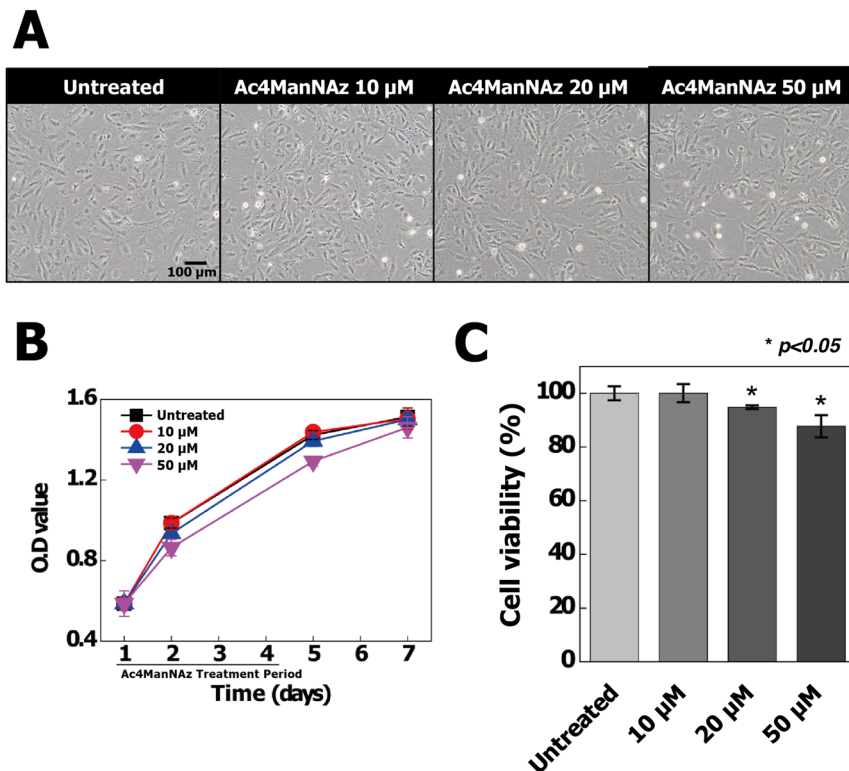 A
Untreated
Ac4ManNAz 10 µM
Ac4ManNAz 20 µM
Ac4ManNAz 50 µM
100 µm
B
1.6
1.2
0.8
0.4
O.D value
Untreated
10 µM
20 µM
50 µM
1 2 3 4 5 6 7
Ac4ManNAz Treatment Period
Time (days)
C
* p<0.05
100
80
60
40
20
0
Cell viability (%)
*
*
Untreated
10 µM
20 µM
50 µM